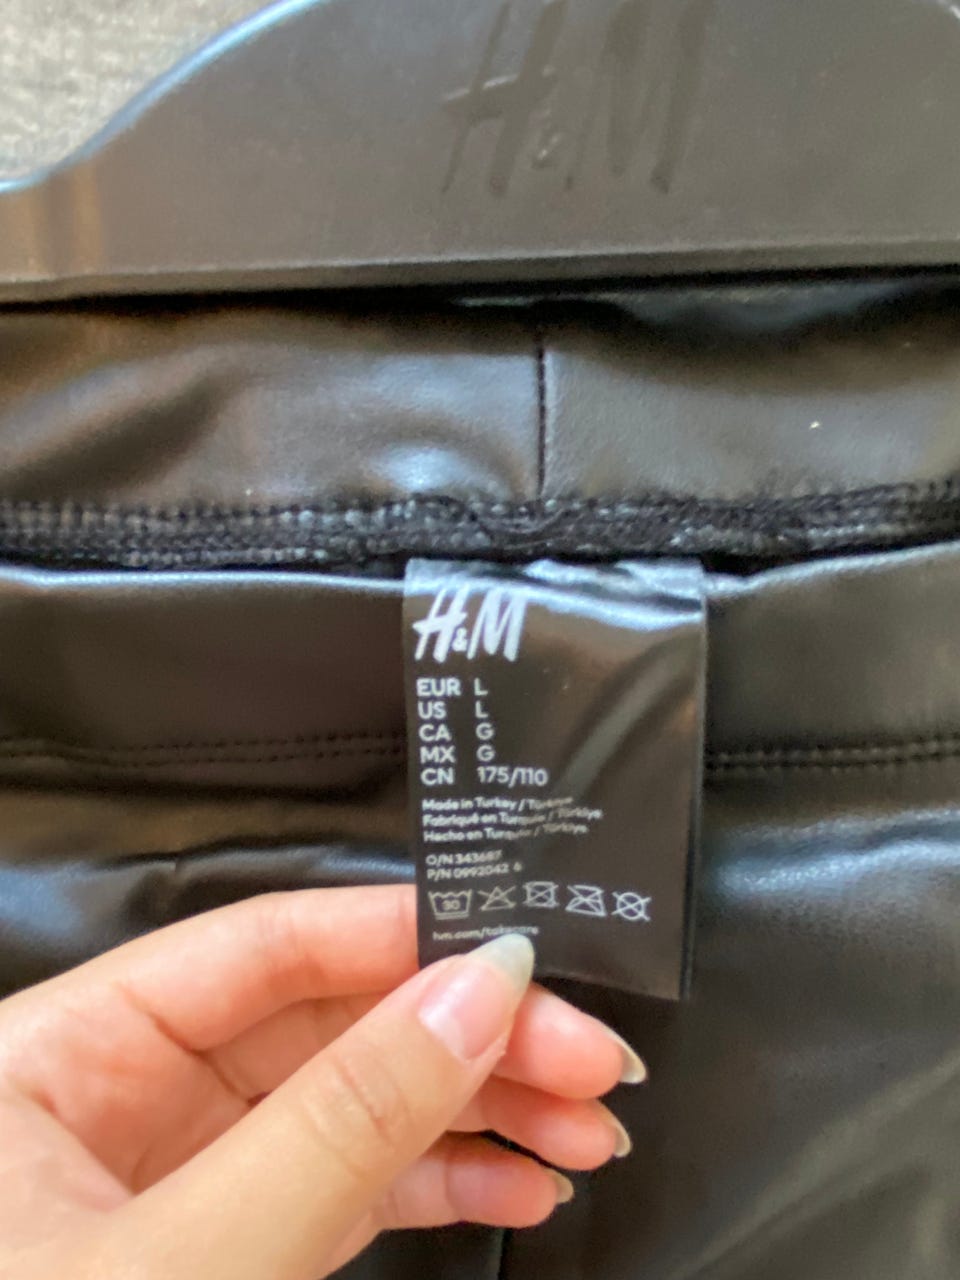 H&M
H&M
EUR L
US L
CA G
MX G
CN 175/110
Made in Turkey / Türkiye
Fabriqué en Turquie / Türkiye
Hecho en Turquía / Türkiye
O/N 343687
P/N 0992042 6
30
hm.com/takecare